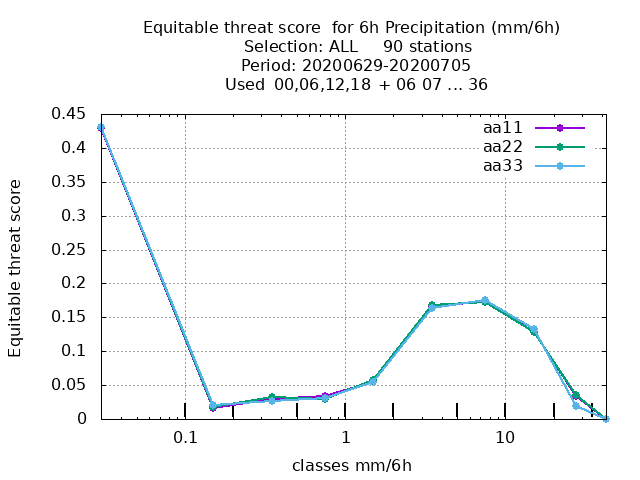 Equitable threat score  for 6h Precipitation (mm/6h)
Selection: ALL     90 stations
Period: 20200629-20200705
Used  00,06,12,18 + 06 07 ... 36
aa11
aa22
aa33
0.45
0.4
0.35
0.3
0.25
0.2
0.15
0.1
0.05
0
Equitable threat score
0.1
1
10
classes mm/6h